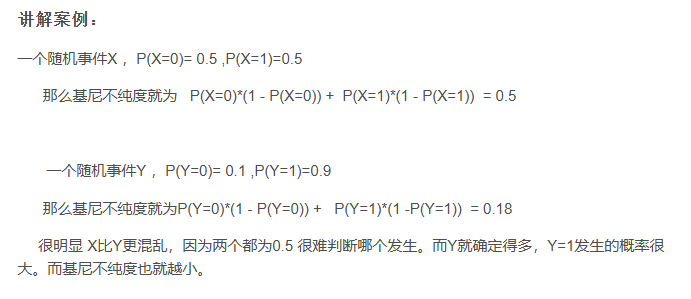 讲解案例:
一个随机事件X ，P(X=0)= 0.5 ,P(X=1)=0.5
那么基尼不纯度就为 P(X=0)*(1 - P(X=0)) + P(X=1)*(1 - P(X=1)) = 0.5
一个随机事件Y ，P(Y=0)= 0.1 ,P(Y=1)=0.9
那么基尼不纯度就为P(Y=0)*(1 - P(Y=0)) + P(Y=1)*(1 -P(Y=1)) = 0.18
很明显 X比Y更混乱，因为两个都为0.5 很难判断哪个发生。而Y就确定得多，Y=1发生的概率很
大。而基尼不纯度也就越小。